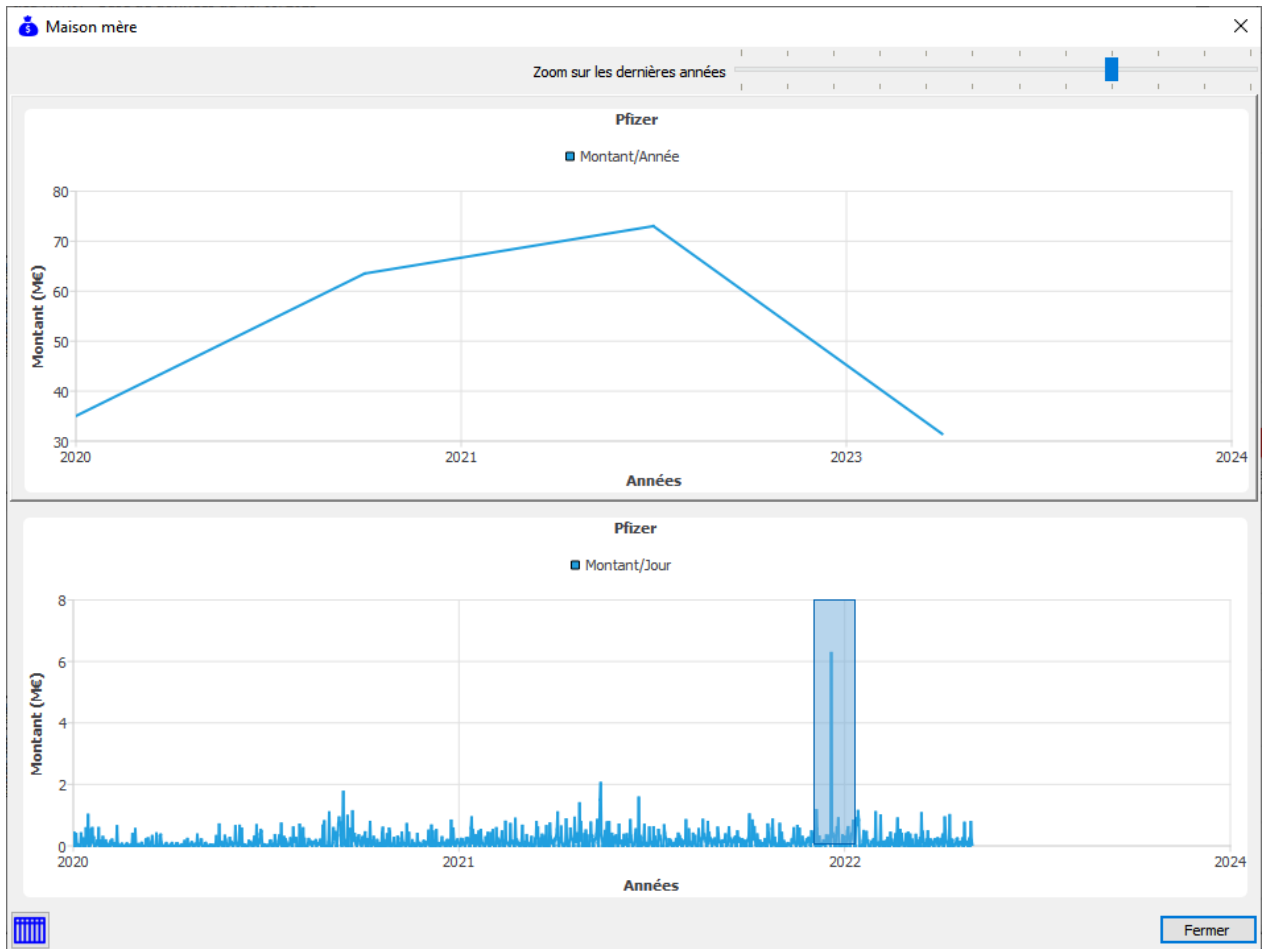 Maison mère
Zoom sur les dernières années
Pfizer
Montant/Année
80
70
60
50
40
30
Montant (M€)
2020 2021 2023 2024
Années
Pfizer
Montant/Jour
8
6
4
2
0
Montant (M€)
2020 2021 2022 2024
Années
Fermer